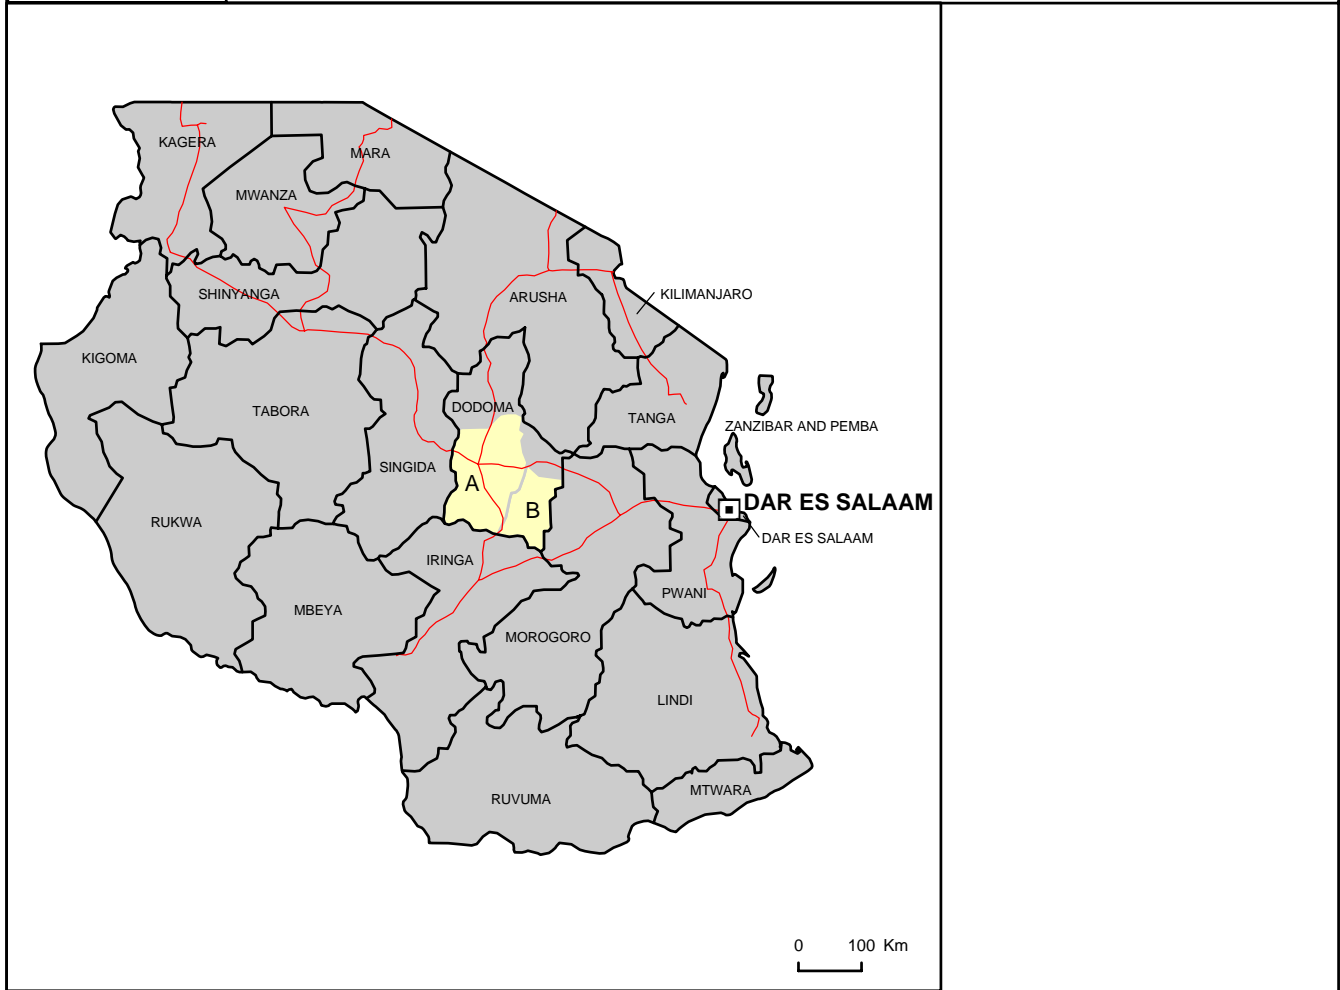 KAGERA
MARA
MWANZA
SHINYANGA
ARUSHA
KILIMANJARO
KIGOMA
TABORA
DODOMA
TANGA
ZANZIBAR AND PEMBA
SINGIDA
A
B
DAR ES SALAAM
RUKWA
DAR ES SALAAM
IRINGA
PWANI
MBEYA
MOROGORO
LINDI
MTWARA
RUVUMA
0 100 Km